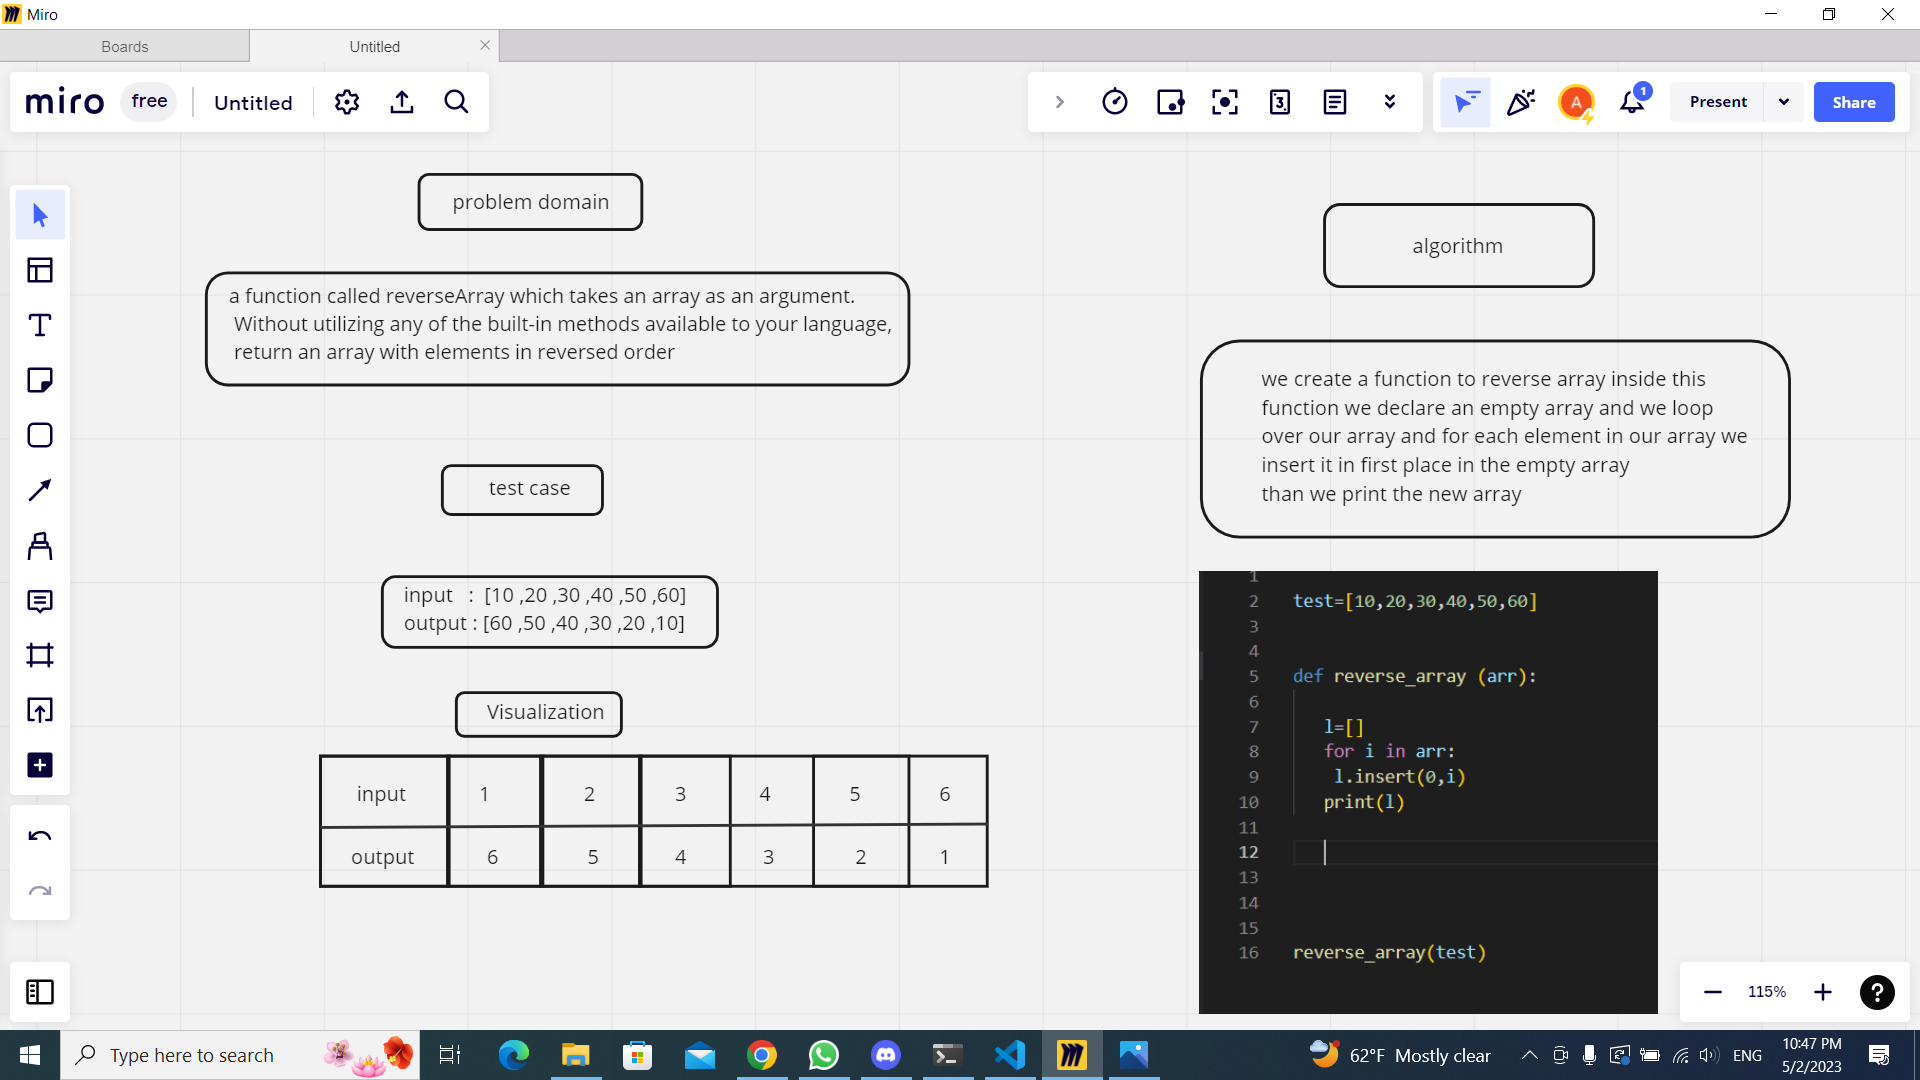 Miro
Boards
Untitled
miro
free
Untitled
3
A
1
Present
Share
problem domain
a function called reverseArray which takes an array as an argument.
Without utilizing any of the built-in methods available to your language,
return an array with elements in reversed order
test case
input : [10 ,20 ,30 ,40 ,50 ,60]
output : [60 ,50 ,40 ,30 ,20 ,10]
Visualization
input 1 2 3 4 5 6
output 6 5 4 3 2 1
algorithm
we create a function to reverse array inside this
function we declare an empty array and we loop
over our array and for each element in our array we
insert it in first place in the empty array
than we print the new array
1
2 test=[10,20,30,40,50,60]
3
4
5 def reverse_array (arr):
6
7 l=[]
8 for i in arr:
9 l.insert(0,i)
10 print(l)
11
12
13
14
15
16 reverse_array(test)
115%
?
Type here to search
62°F Mostly clear
ENG
10:47 PM
5/2/2023